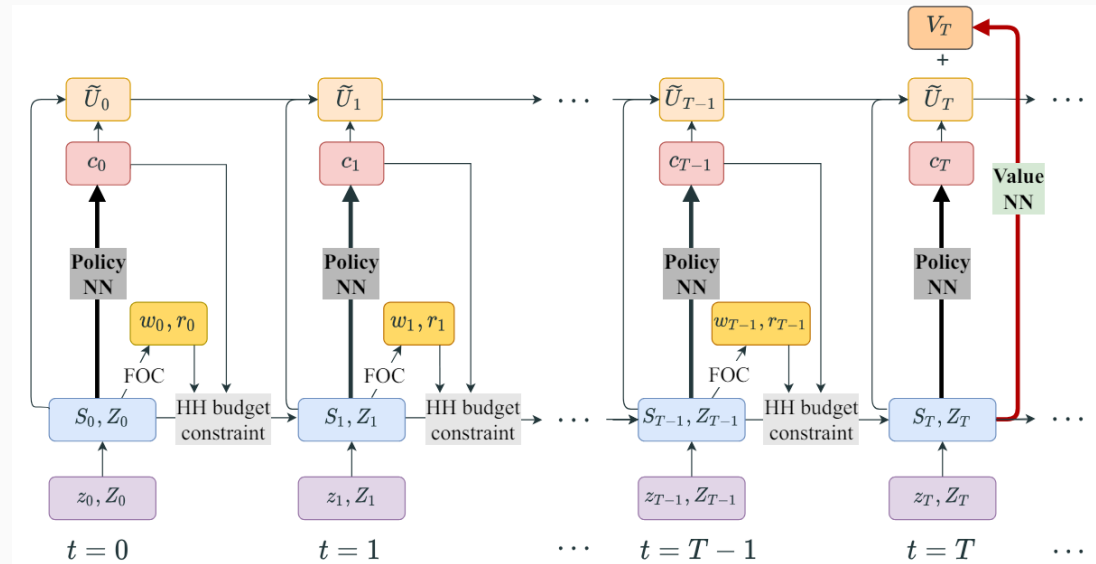 V_T
+
Ũ_0
Ũ_1
⋯
Ũ_{T−1}
Ũ_T
⋯
c_0
c_1
c_{T−1}
c_T
Value
NN
Policy
NN
Policy
NN
Policy
NN
Policy
NN
w_0, r_0
w_1, r_1
w_{T−1}, r_{T−1}
FOC
FOC
FOC
S_0, Z_0
HH budget
constraint
S_1, Z_1
HH budget
constraint
⋯
S_{T−1}, Z_{T−1}
HH budget
constraint
S_T, Z_T
⋯
z_0, Z_0
z_1, Z_1
z_{T−1}, Z_{T−1}
z_T, Z_T
t = 0
t = 1
⋯
t = T − 1
t = T
⋯